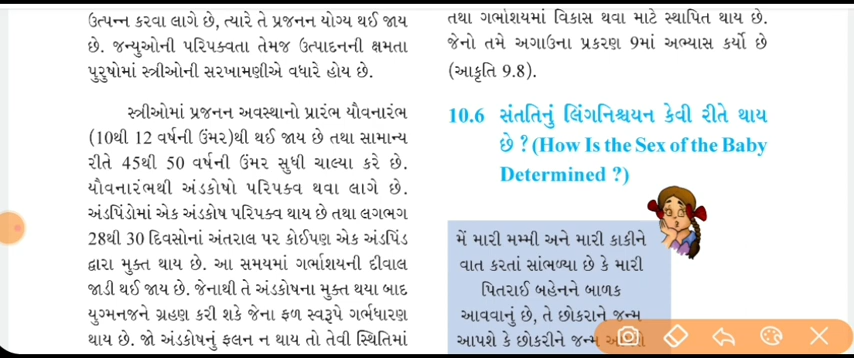 ઉત્પન્ન કરવા લાગે છે, ત્યારે તે પ્રજનન યોગ્ય થઈ જાય
છે. જન્યુઓની પરિપક્વતા તેમજ ઉત્પાદનની ક્ષમતા
પુરુષોમાં સ્ત્રીઓની સરખામણીએ વધારે હોય છે.
સ્ત્રીઓમાં પ્રજનન અવસ્થાનો પ્રારંભ યૌવનારંભ
(10થી 12 વર્ષની ઉંમર)થી થઈ જાય છે તથા સામાન્ય
રીતે 45થી 50 વર્ષની ઉંમર સુધી ચાલ્યા કરે છે.
યૌવનારંભથી અંડકોષો પરિપક્વ થવા લાગે છે.
અંડપિંડોમાં એક અંડકોષ પરિપક્વ થાય છે તથા લગભગ
28થી 30 દિવસોનાં અંતરાલ પર કોઈપણ એક અંડપિંડ
દ્વારા મુક્ત થાય છે. આ સમયમાં ગર્ભાશયની દીવાલ
જાડી થઈ જાય છે. જેનાથી તે અંડકોષના મુક્ત થયા બાદ
યુગ્મનજને ગ્રહણ કરી શકે જેના ફળ સ્વરૂપે ગર્ભધારણ
થાય છે. જો અંડકોષનું ફલન ન થાય તો તેવી સ્થિતિમાં
તથા ગર્ભાશયમાં વિકાસ થવા માટે સ્થાપિત થાય છે.
જેનો તમે અગાઉના પ્રકરણ 9માં અભ્યાસ કર્યો છે
(આકૃતિ 9.8).
10.6 સંતતિનું લિંગનિશ્ચયન કેવી રીતે થાય
છે ? (How Is the Sex of the Baby
Determined ?)
મેં મારી મમ્મી અને મારી કાકીને
વાત કરતાં સાંભળ્યા છે કે મારી
પિતરાઈ બહેનને બાળક
આવવાનું છે, તે છોકરાને જન્મ
આપશે કે છોકરીને જન્મ